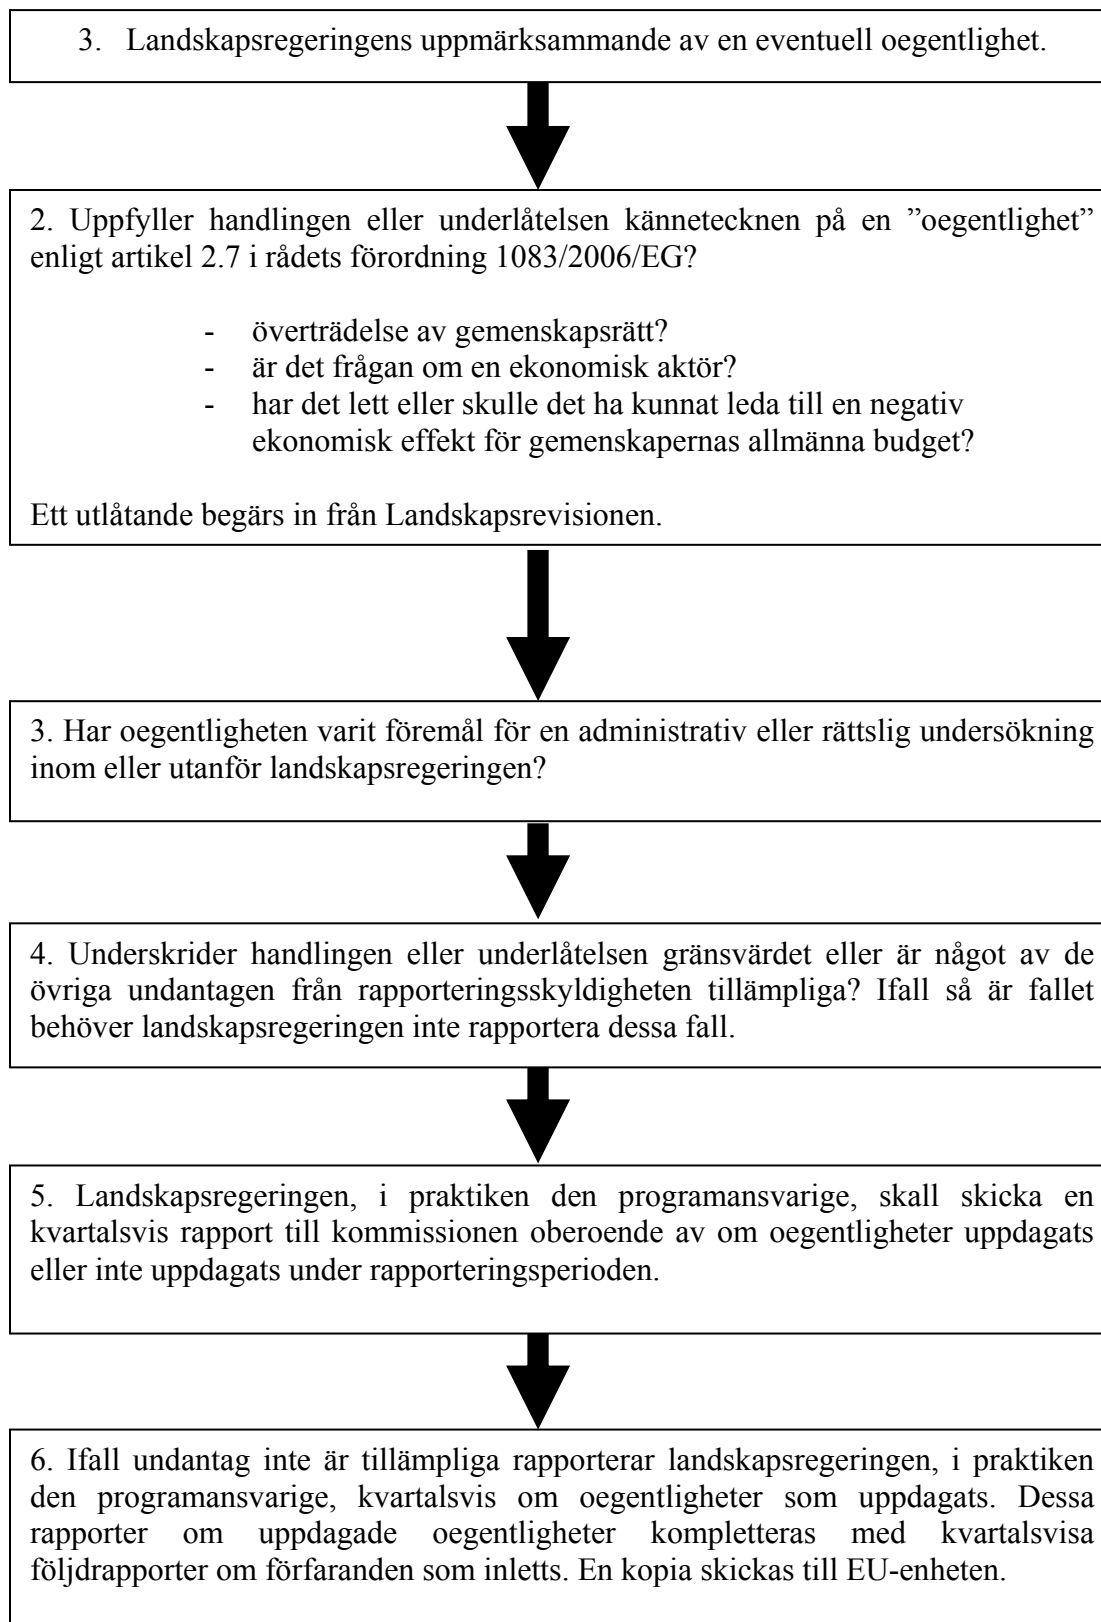 3. Landskapsregeringens uppmärksammande av en eventuell oegentlighet.
2. Uppfyller handlingen eller underlåtelsen kännetecknen på en ”oegentlighet”
enligt artikel 2.7 i rådets förordning 1083/2006/EG?
- överträdelse av gemenskapsrätt?
- är det frågan om en ekonomisk aktör?
- har det lett eller skulle det ha kunnat leda till en negativ
ekonomisk effekt för gemenskapernas allmänna budget?
Ett utlåtande begärs in från Landskapsrevisionen.
3. Har oegentligheten varit föremål för en administrativ eller rättslig undersökning
inom eller utanför landskapsregeringen?
4. Underskrider handlingen eller underlåtelsen gränsvärdet eller är något av de
övriga undantagen från rapporteringsskyldigheten tillämpliga? Ifall så är fallet
behöver landskapsregeringen inte rapportera dessa fall.
5. Landskapsregeringen, i praktiken den programansvarige, skall skicka en
kvartalsvis rapport till kommissionen oberoende av om oegentligheter uppdagats
eller inte uppdagats under rapporteringsperioden.
6. Ifall undantag inte är tillämpliga rapporterar landskapsregeringen, i praktiken
den programansvarige, kvartalsvis om oegentligheter som uppdagats. Dessa
rapporter om uppdagade oegentligheter kompletteras med kvartalsvisa
följdrapporter om förfaranden som inletts. En kopia skickas till EU-enheten.